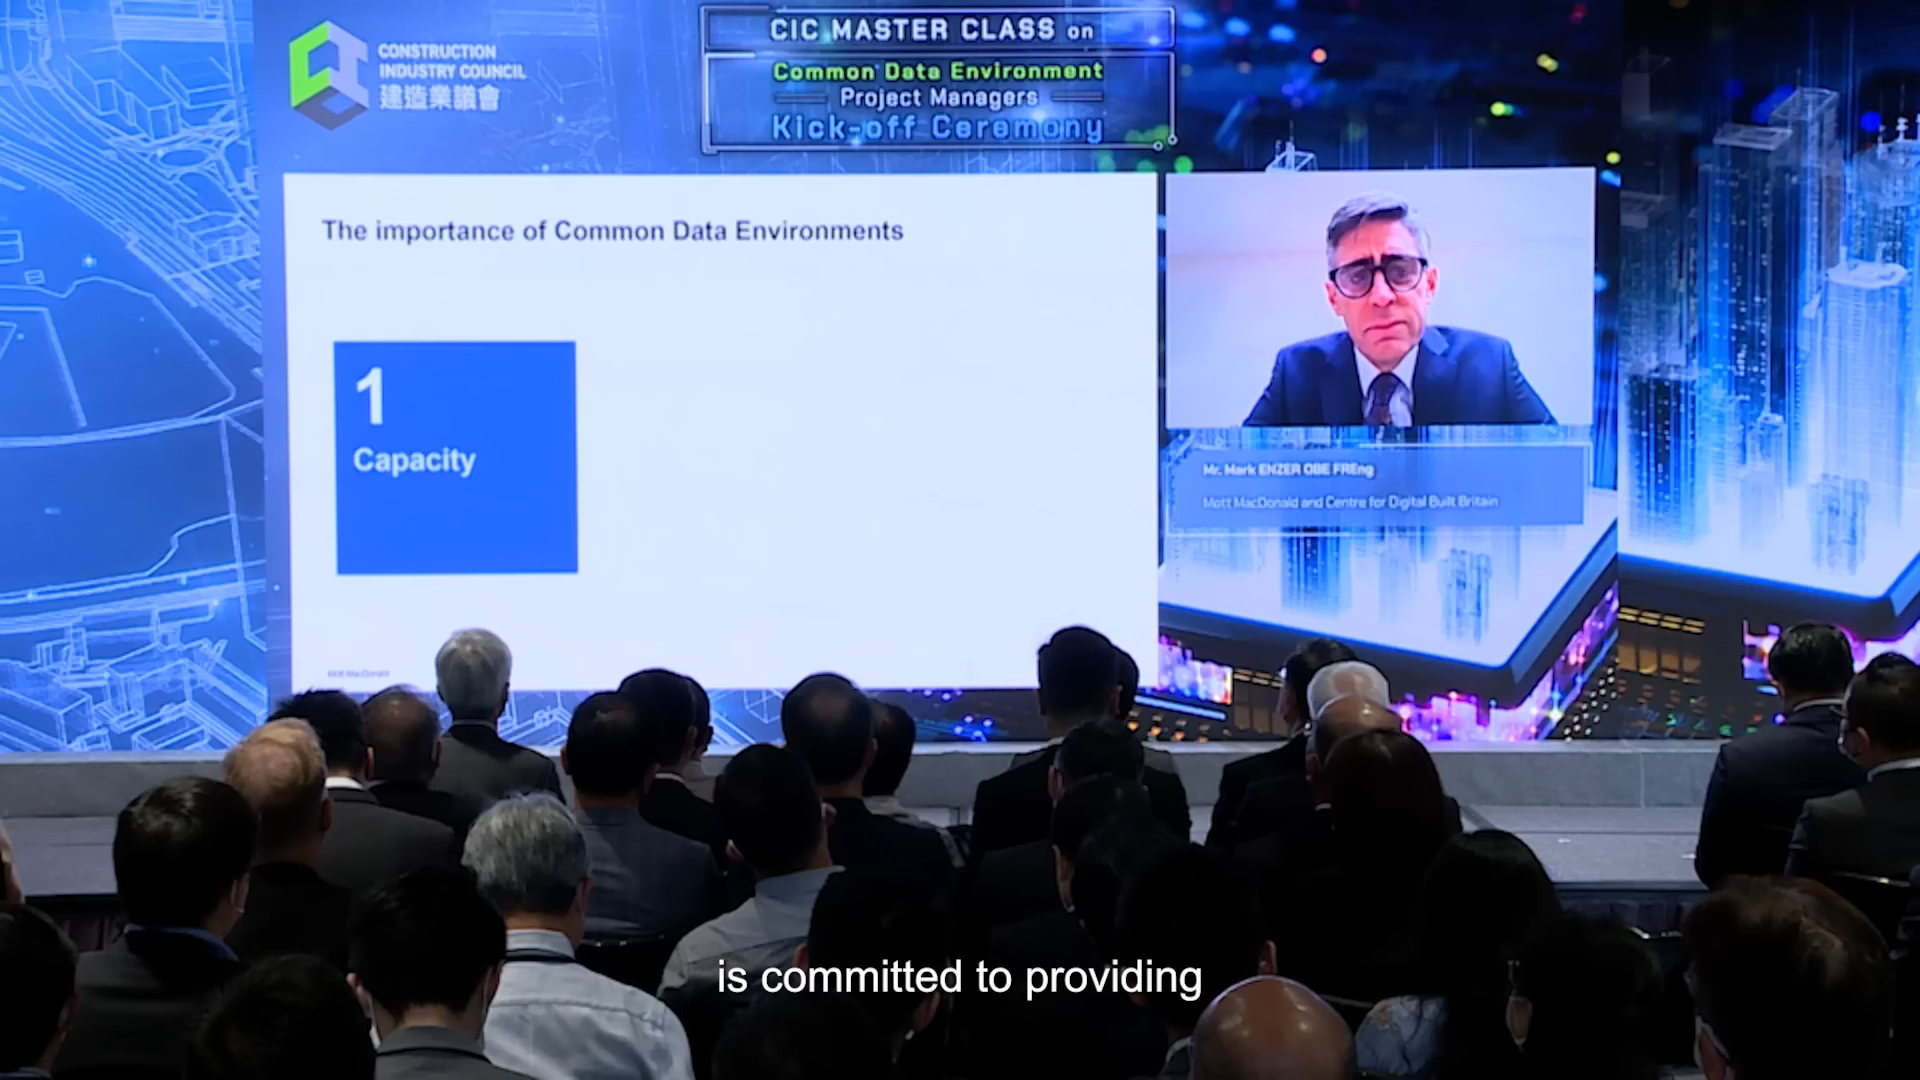 CONSTRUCTION
INDUSTRY COUNCIL
建造業議會
CIC MASTER CLASS on
Common Data Environment
Project Managers
Kick-off Ceremony
The importance of Common Data Environments
1
Capacity
Mott MacDonald
Mr. Mark ENZER OBE FREng
Mott MacDonald and Centre for Digital Built Britain
is committed to providing